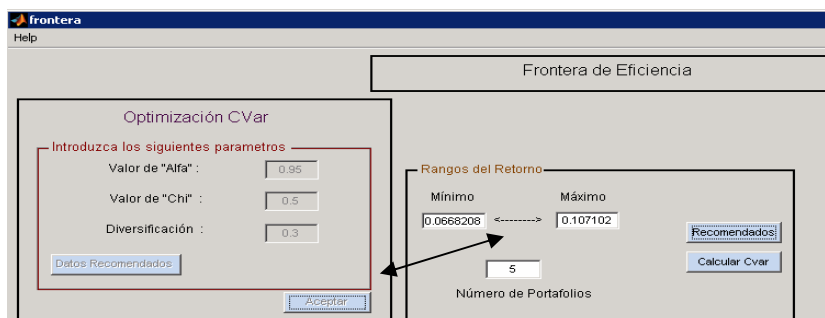 frontera
Help
Frontera de Eficiencia
Optimización CVar
Introduzca los siguientes parametros
Valor de "Alfa" : 0.95
Valor de "Chi" : 0.5
Diversificación : 0.3
Datos Recomendados
Aceptar
Rangos del Retorno
Mínimo Máximo
0.0668208 <--------> 0.107102
Recomendados
Calcular Cvar
5
Número de Portafolios